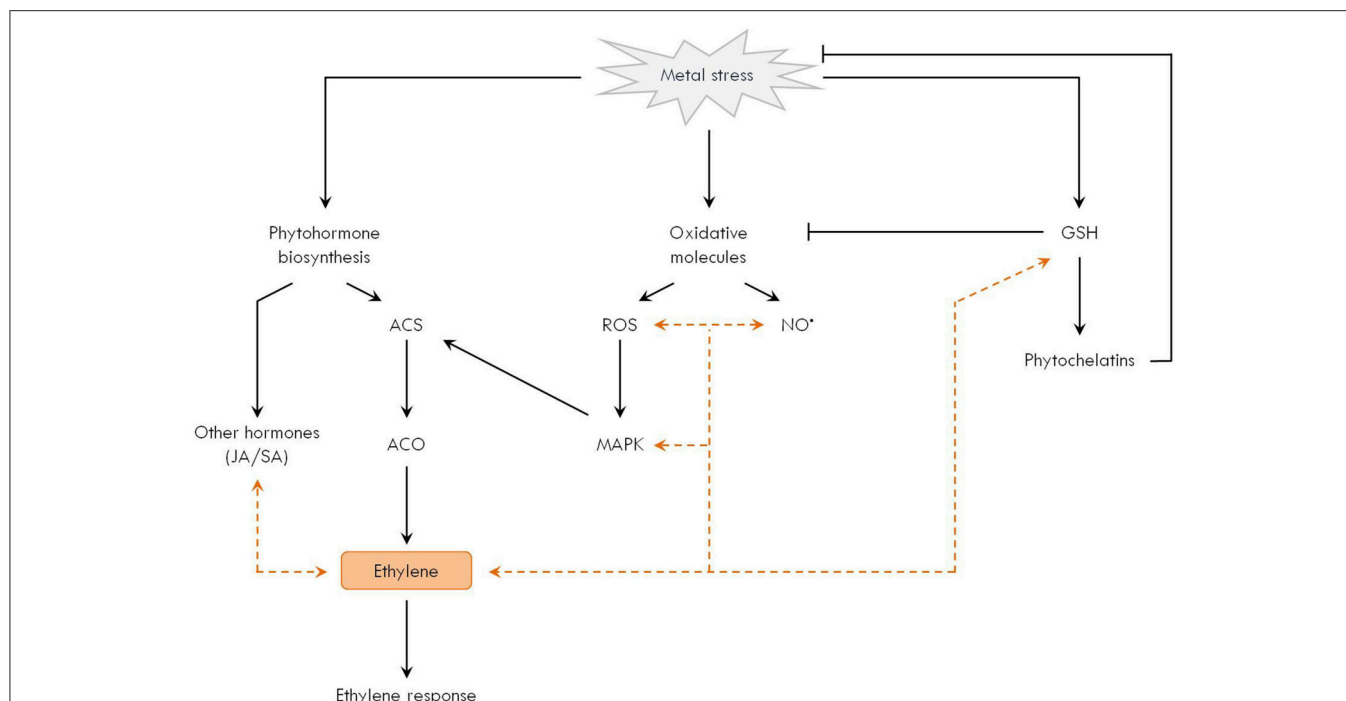 Metal stress
Phytohormone
biosynthesis
Oxidative
molecules
GSH
ACS
ROS
NO•
Phytochelatins
Other hormones
(JA/SA)
ACO
MAPK
Ethylene
Ethylene response